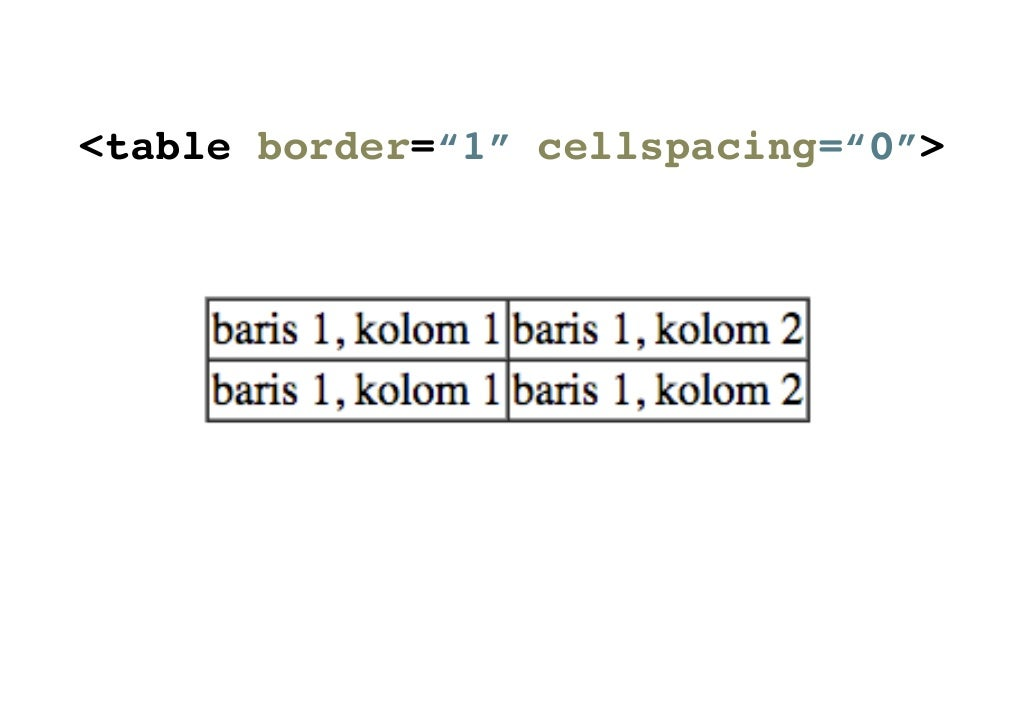 <table border=“1” cellspacing=“0”>
baris 1, kolom 1 baris 1, kolom 2
baris 1, kolom 1 baris 1, kolom 2